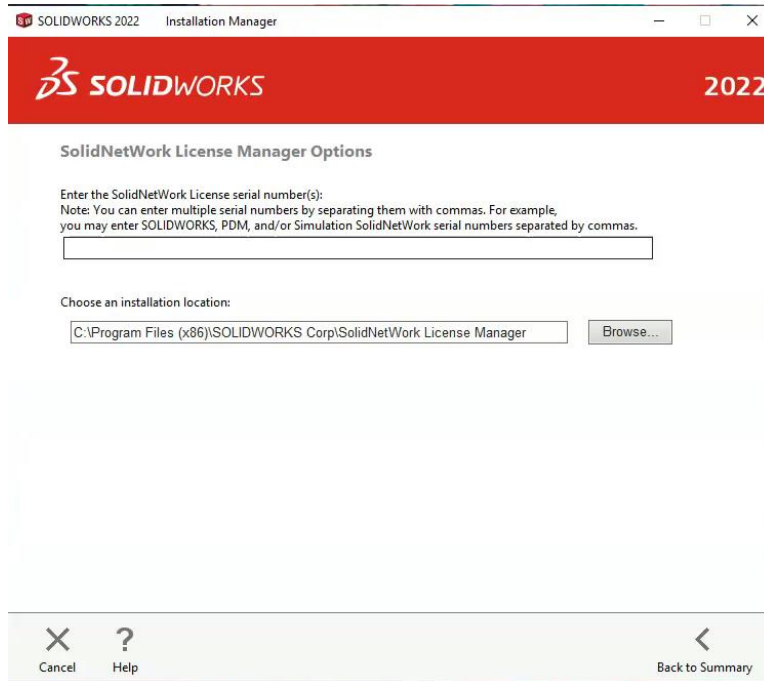 SW SOLIDWORKS 2022 Installation Manager
3S SOLIDWORKS 2022
SolidNetWork License Manager Options
Enter the SolidNetWork License serial number(s):
Note: You can enter multiple serial numbers by separating them with commas. For example,
you may enter SOLIDWORKS, PDM, and/or Simulation SolidNetWork serial numbers separated by commas.
Choose an installation location:
C:\Program Files (x86)\SOLIDWORKS Corp\SolidNetWork License Manager Browse...
Cancel Help Back to Summary